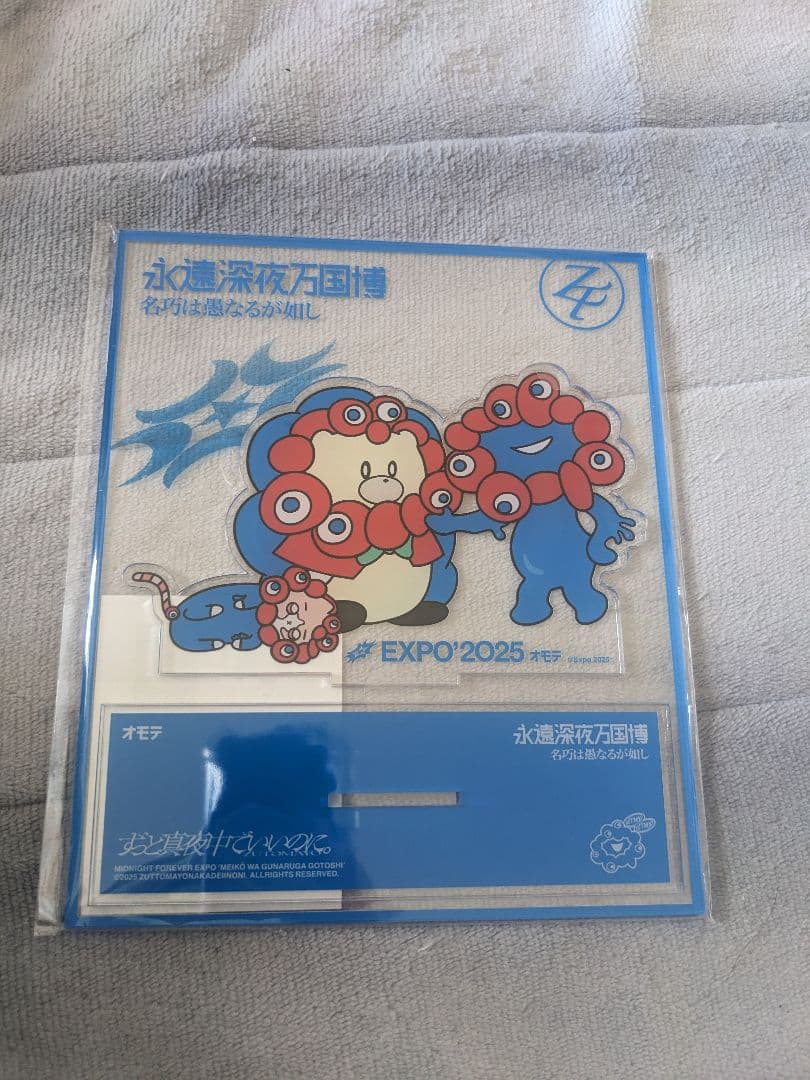 永遠深夜万国博
名巧は愚なるが如し
EXPO'2025 オモテ ©Expo 2025
オモテ
永遠深夜万国博
名巧は愚なるが如し
ずっと真夜中でいいのに。
ZUTOMAYO
MIDNIGHT FOREVER EXPO 'MEIKŌ WA GUNARUGA GOTOSHI'
©2025 ZUTTOMAYONAKADEIINONI. ALLRIGHTS RESERVED.